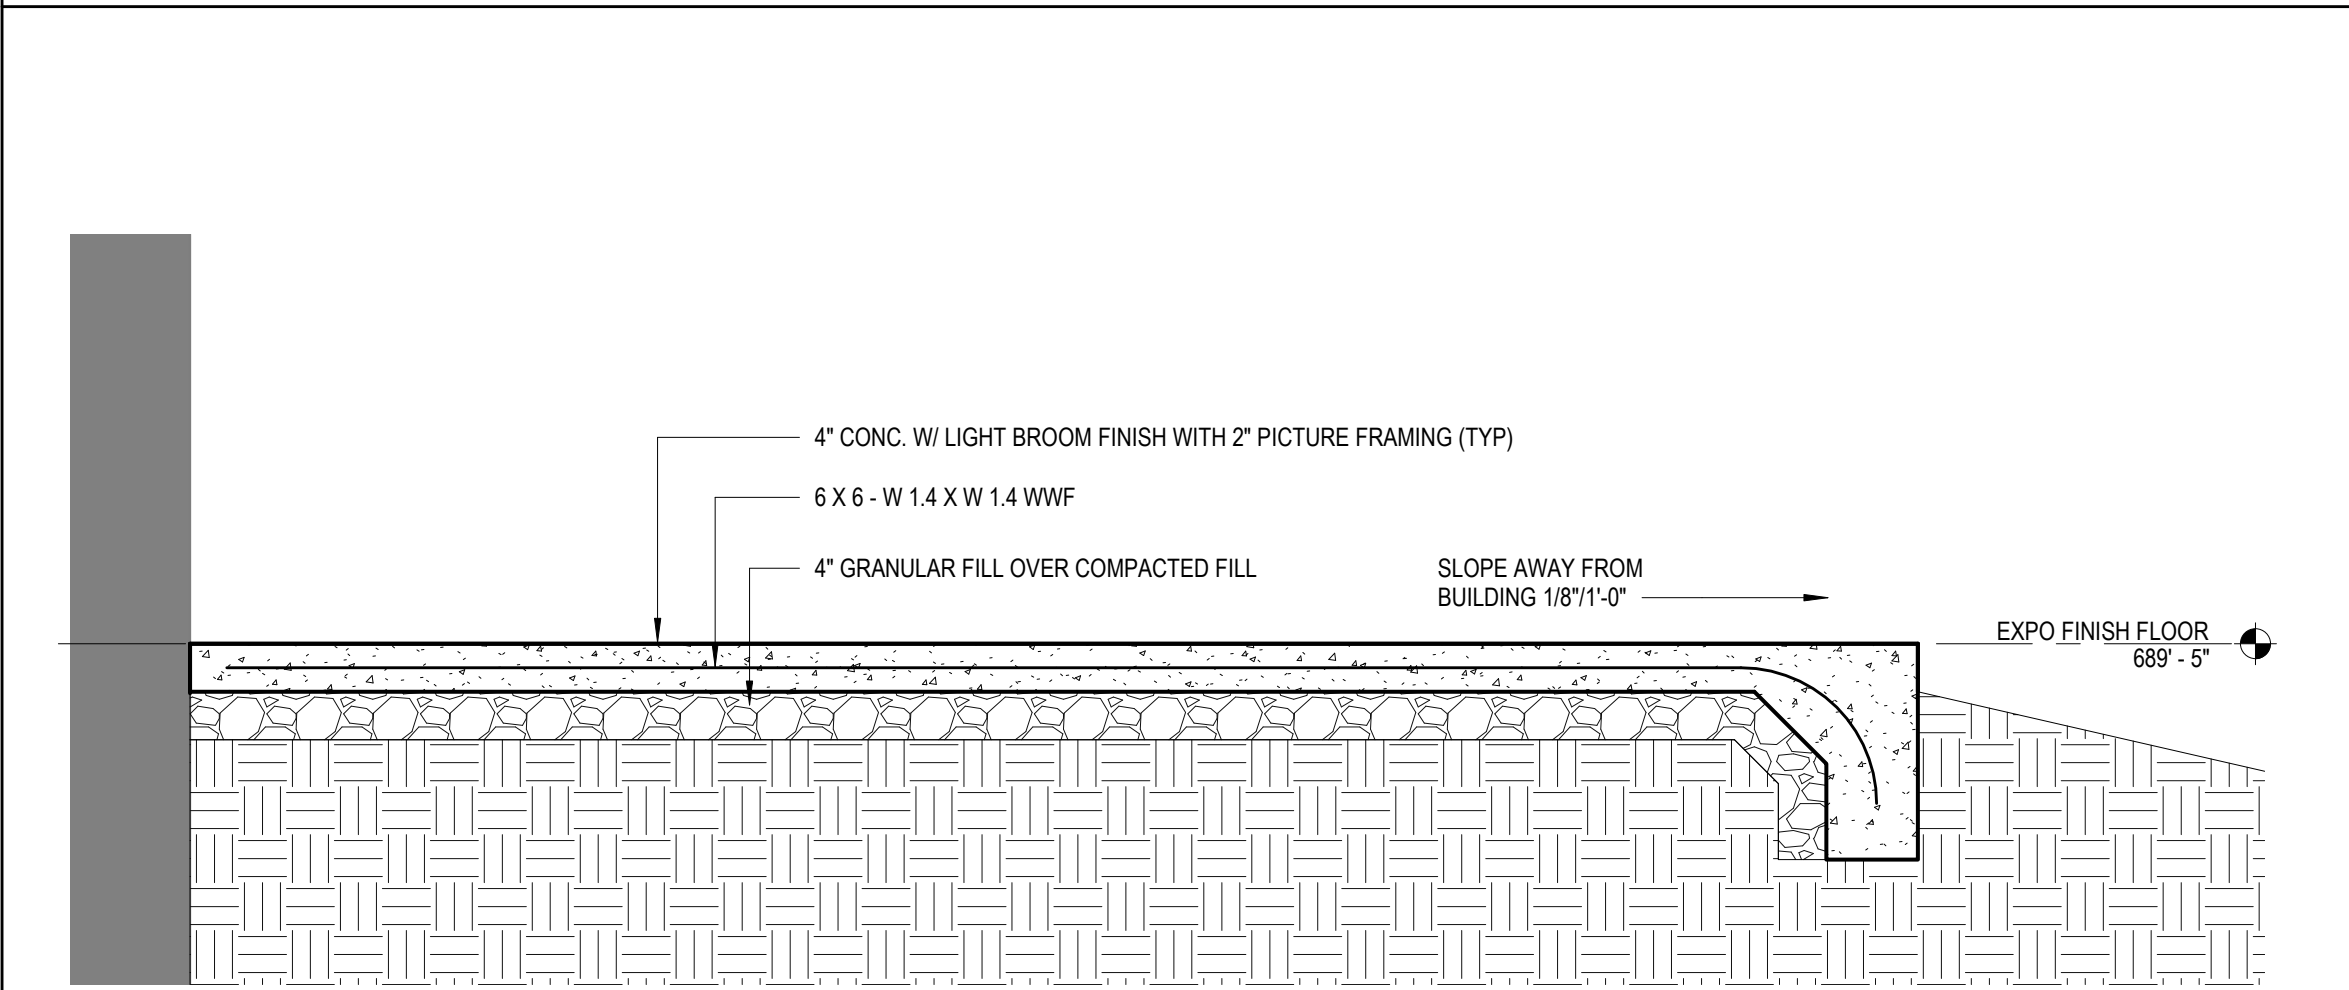 4" CONC. W/ LIGHT BROOM FINISH WITH 2" PICTURE FRAMING (TYP)
6 X 6 - W 1.4 X W 1.4 WWF
4" GRANULAR FILL OVER COMPACTED FILL
SLOPE AWAY FROM
BUILDING 1/8"/1'-0"
EXPO FINISH FLOOR
689' - 5"